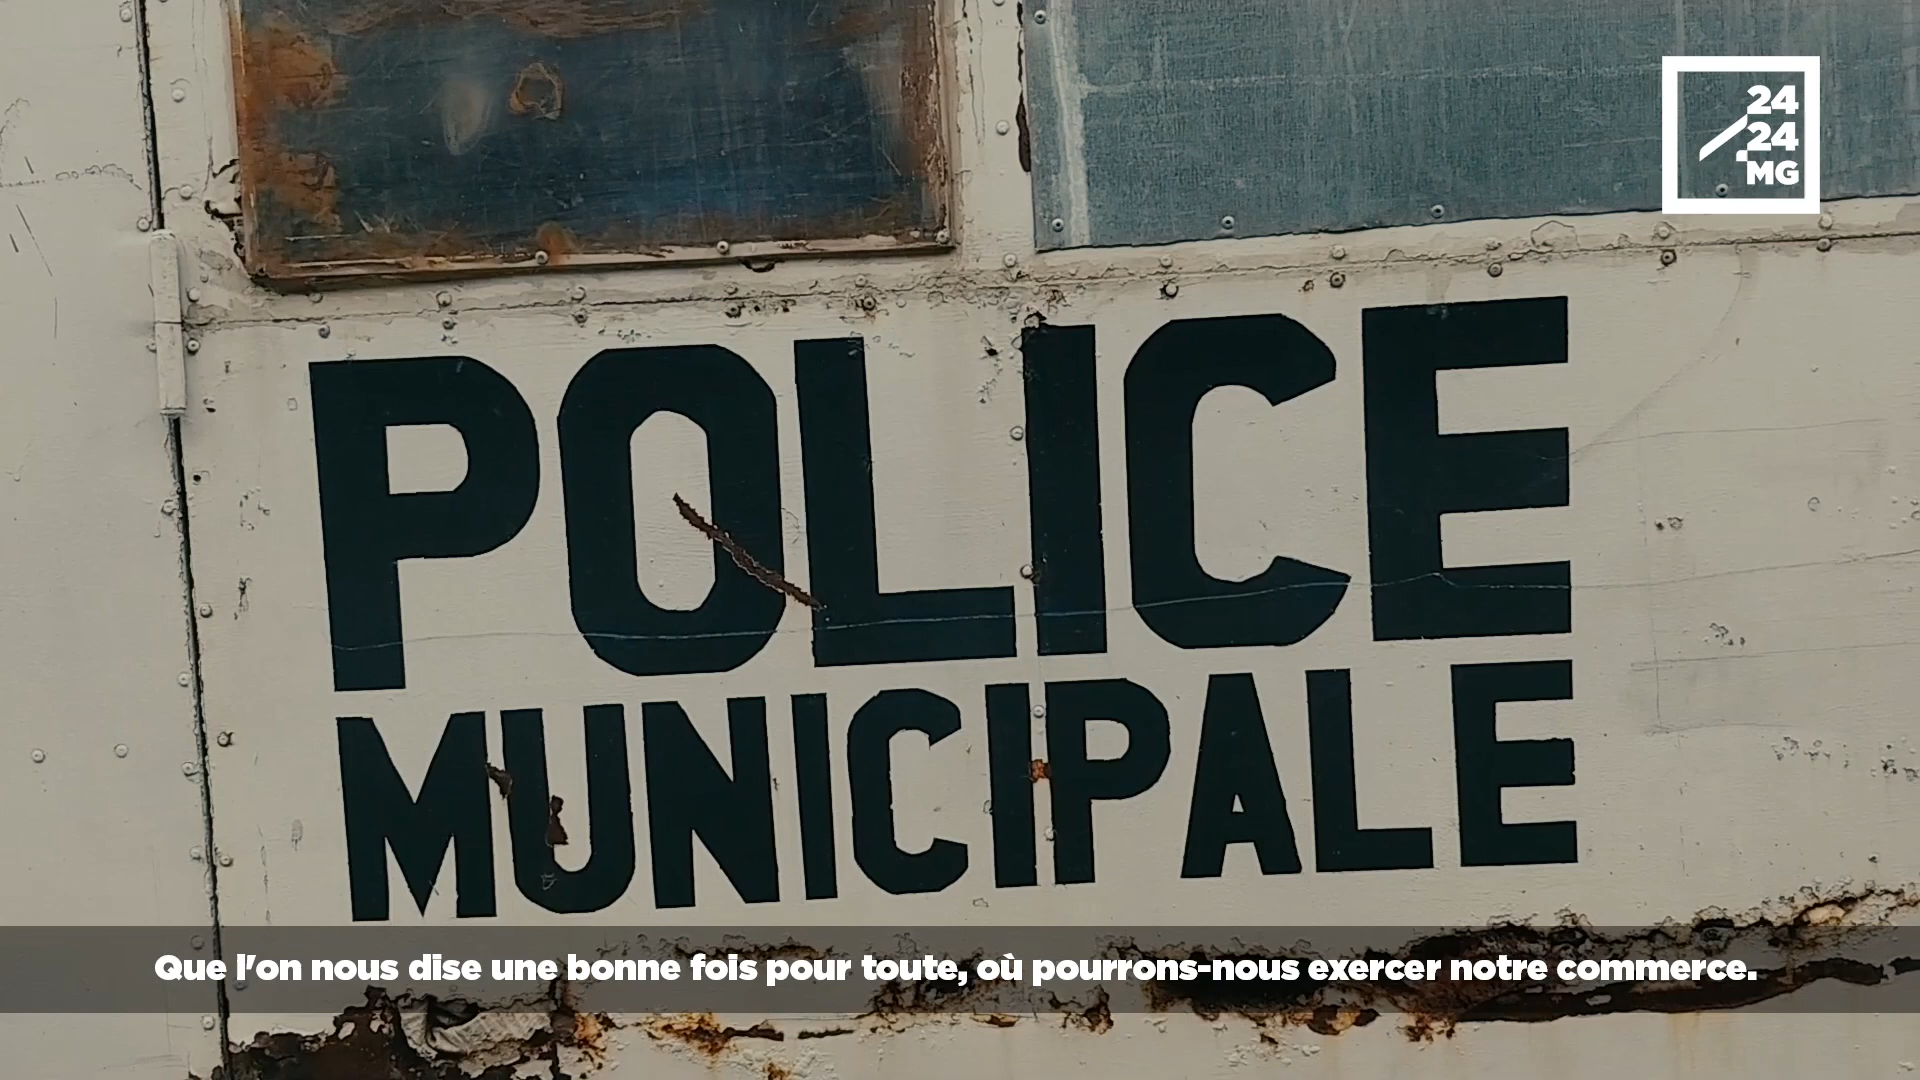 24
24
MG
POLICE
MUNICIPALE
Que l'on nous dise une bonne fois pour toute, où pourrons-nous exercer notre commerce.